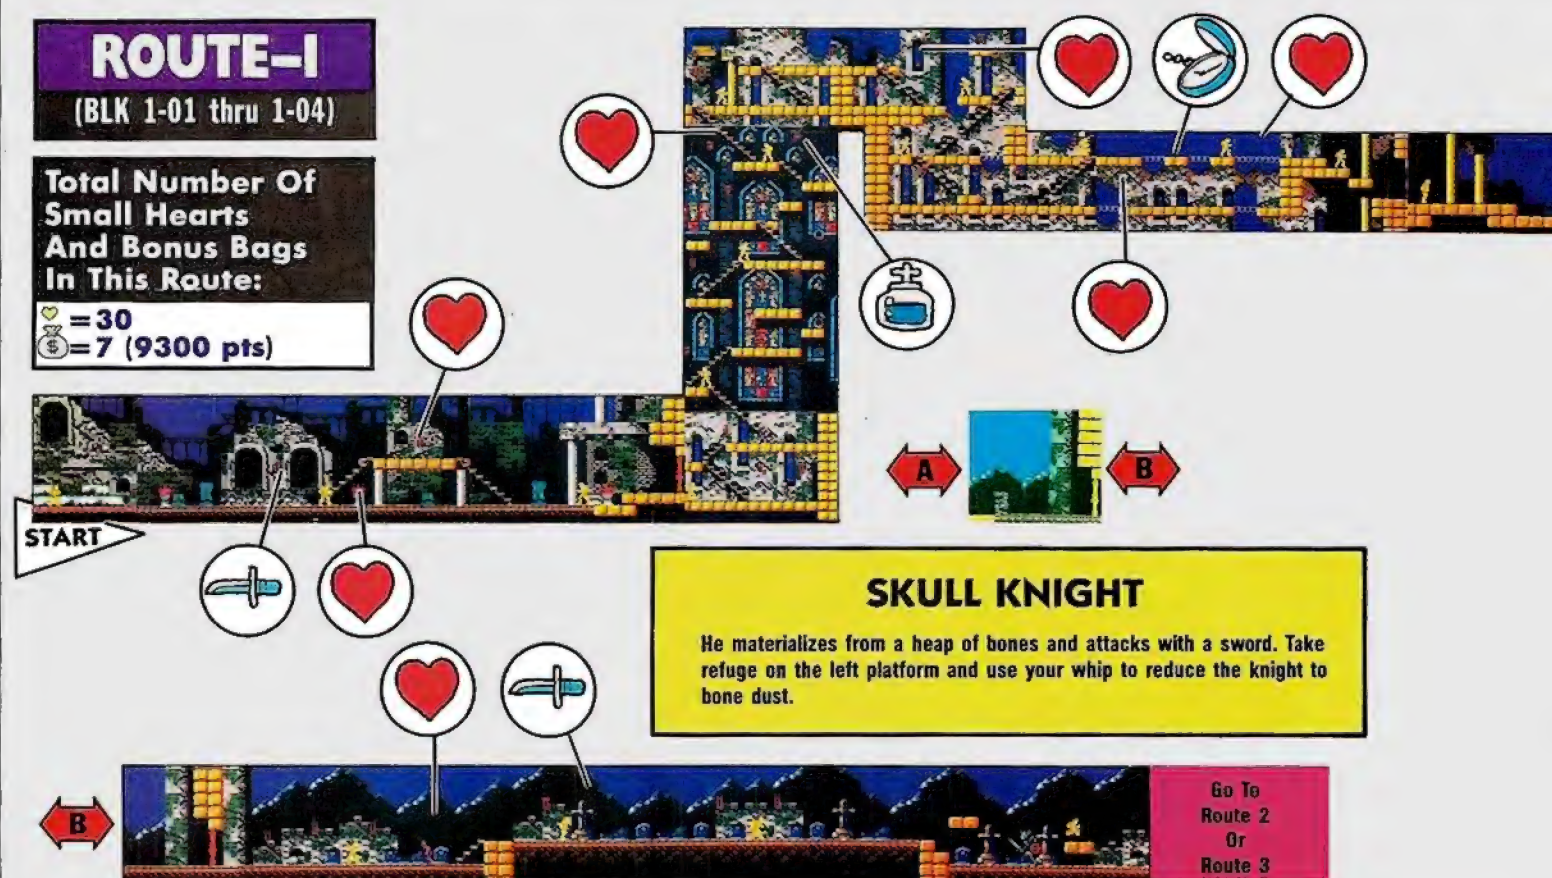 ROUTE–I
(BLK 1-01 thru 1-04)
Total Number Of
Small Hearts
And Bonus Bags
In This Route:
=30
$ =7 (9300 pts)
START
A
B
SKULL KNIGHT
He materializes from a heap of bones and attacks with a sword. Take
refuge on the left platform and use your whip to reduce the knight to
bone dust.
B
Go To
Route 2
Or
Route 3